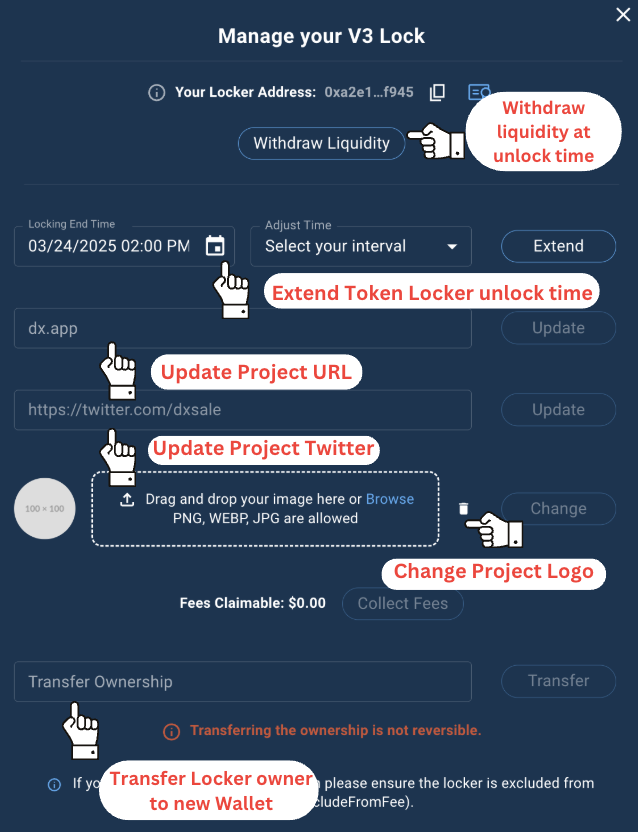 Manage your V3 Lock
Your Locker Address: 0xa2e1...f945
Withdraw Liquidity
Withdraw
liquidity at
unlock time
Locking End Time
03/24/2025 02:00 PM
Adjust Time
Select your interval
Extend
Extend Token Locker unlock time
dx.app
Update
Update Project URL
https://twitter.com/dxsale
Update
Update Project Twitter
100 × 100
Drag and drop your image here or Browse
PNG, WEBP, JPG are allowed
Change
Change Project Logo
Fees Claimable: $0.00
Collect Fees
Transfer Ownership
Transfer
Transferring the ownership is not reversible.
Transfer Locker owner
to new Wallet
If please ensure the locker is excluded from
cludeFromFee).